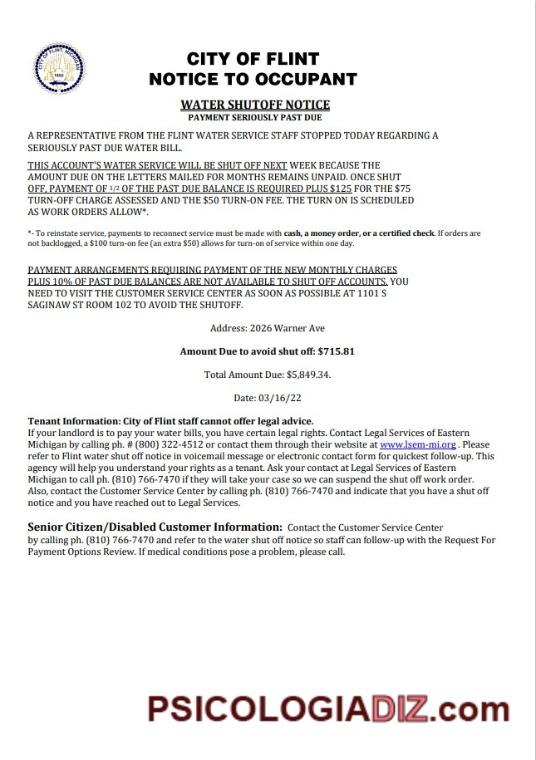 CITY OF FLINT
NOTICE TO OCCUPANT
WATER SHUTOFF NOTICE
PAYMENT SERIOUSLY PAST DUE
A REPRESENTATIVE FROM THE FLINT WATER SERVICE STAFF STOPPED TODAY REGARDING A
SERIOUSLY PAST DUE WATER BILL.
THIS ACCOUNT'S WATER SERVICE WILL BE SHUT OFF NEXT WEEK BECAUSE THE
AMOUNT DUE ON THE LETTERS MAILED FOR MONTHS REMAINS UNPAID. ONCE SHUT
OFF, PAYMENT OF 1/2 OF THE PAST DUE BALANCE IS REQUIRED PLUS $125 FOR THE $75
TURN-OFF CHARGE ASSESSED AND THE $50 TURN-ON FEE. THE TURN ON IS SCHEDULED
AS WORK ORDERS ALLOW*.
*- To reinstate service, payments to reconnect service must be made with cash, a money order, or a certified check. If orders are
not backlogged, a $100 turn-on fee (an extra $50) allows for turn-on of service within one day.
PAYMENT ARRANGEMENTS REQUIRING PAYMENT OF THE NEW MONTHLY CHARGES
PLUS 10% OF PAST DUE BALANCES ARE NOT AVAILABLE TO SHUT OFF ACCOUNTS. YOU
NEED TO VISIT THE CUSTOMER SERVICE CENTER AS SOON AS POSSIBLE AT 1101 S
SAGINAW ST ROOM 102 TO AVOID THE SHUTOFF.
Address: 2026 Warner Ave
Amount Due to avoid shut off: $715.81
Total Amount Due: $5,849.34.
Date: 03/16/22
Tenant Information: City of Flint staff cannot offer legal advice.
If your landlord is to pay your water bills, you have certain legal rights. Contact Legal Services of Eastern
Michigan by calling ph. # (800) 322-4512 or contact them through their website at www.lsem-mi.org . Please
refer to Flint water shut off notice in voicemail message or electronic contact form for quickest follow-up. This
agency will help you understand your rights as a tenant. Ask your contact at Legal Services of Eastern
Michigan to call ph. (810) 766-7470 if they will take your case so we can suspend the shut off work order.
Also, contact the Customer Service Center by calling ph. (810) 766-7470 and indicate that you have a shut off
notice and you have reached out to Legal Services.
Senior Citizen/Disabled Customer Information: Contact the Customer Service Center
by calling ph. (810) 766-7470 and refer to the water shut off notice so staff can follow-up with the Request For
Payment Options Review. If medical conditions pose a problem, please call.
PSICOLOGIADIZ.com